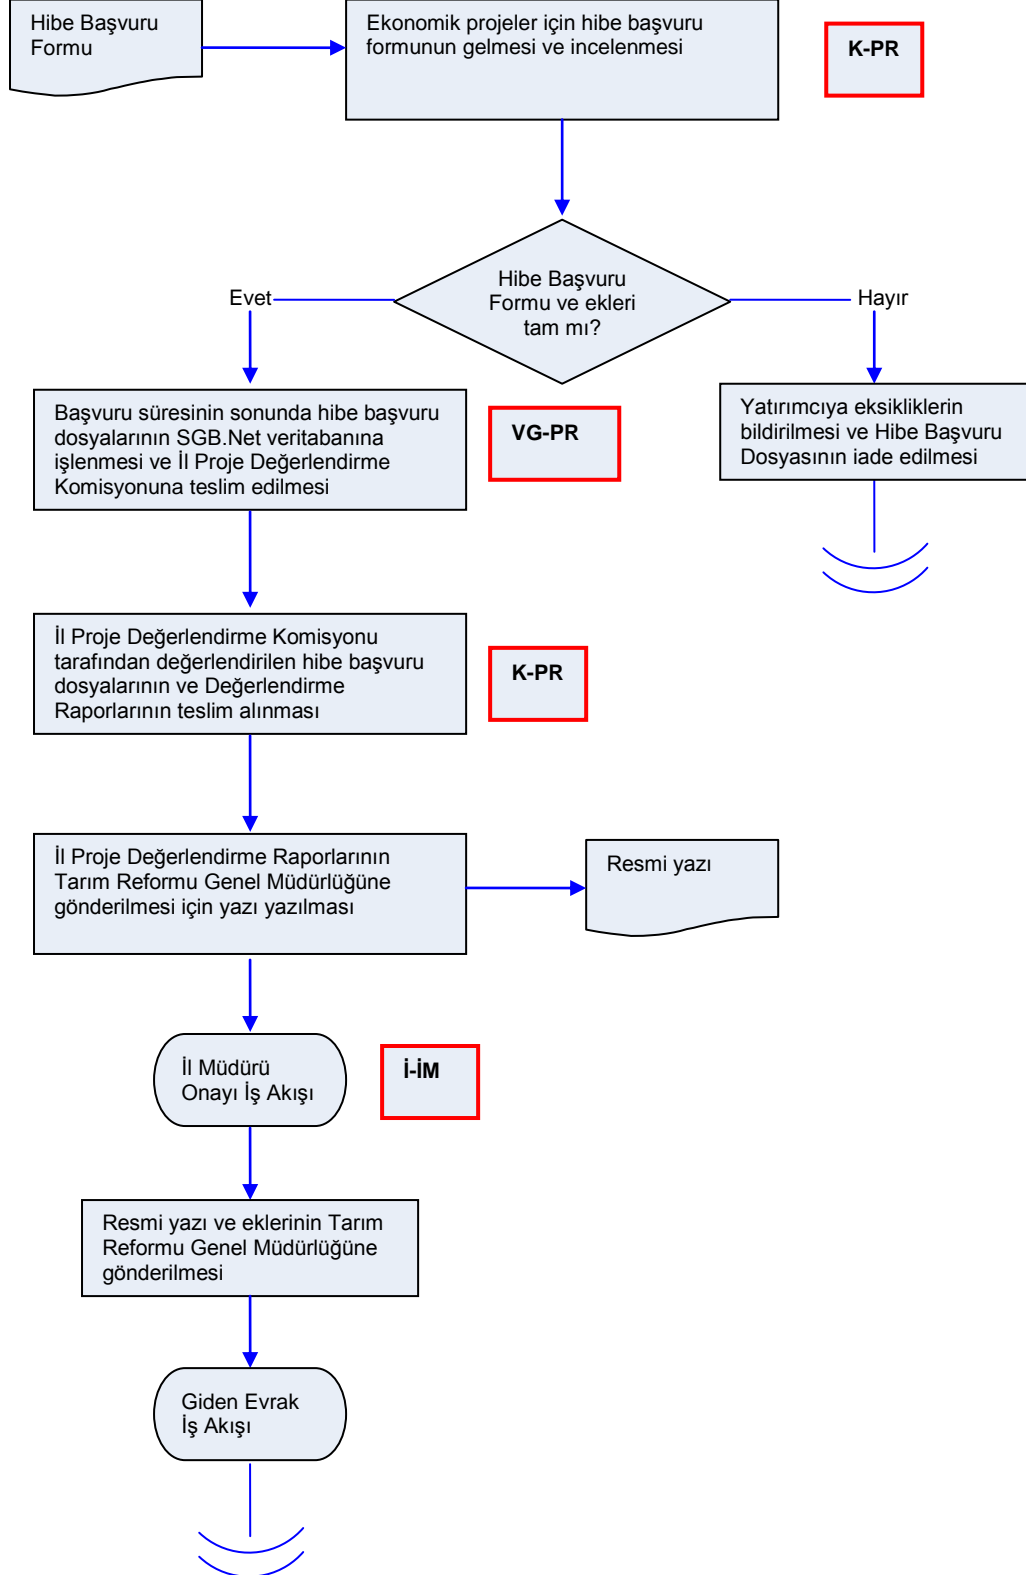 Hibe Başvuru
Formu
Ekonomik projeler için hibe başvuru
formunun gelmesi ve incelenmesi
K-PR
Hibe Başvuru
Formu ve ekleri
tam mı?
Evet
Hayır
Başvuru süresinin sonunda hibe başvuru
dosyalarının SGB.Net veritabanına
işlenmesi ve İl Proje Değerlendirme
Komisyonuna teslim edilmesi
VG-PR
Yatırımcıya eksikliklerin
bildirilmesi ve Hibe Başvuru
Dosyasının iade edilmesi
İl Proje Değerlendirme Komisyonu
tarafından değerlendirilen hibe başvuru
dosyalarının ve Değerlendirme
Raporlarının teslim alınması
K-PR
İl Proje Değerlendirme Raporlarının
Tarım Reformu Genel Müdürlüğüne
gönderilmesi için yazı yazılması
Resmi yazı
İl Müdürü
Onayı İş Akışı
İ-İM
Resmi yazı ve eklerinin Tarım
Reformu Genel Müdürlüğüne
gönderilmesi
Giden Evrak
İş Akışı